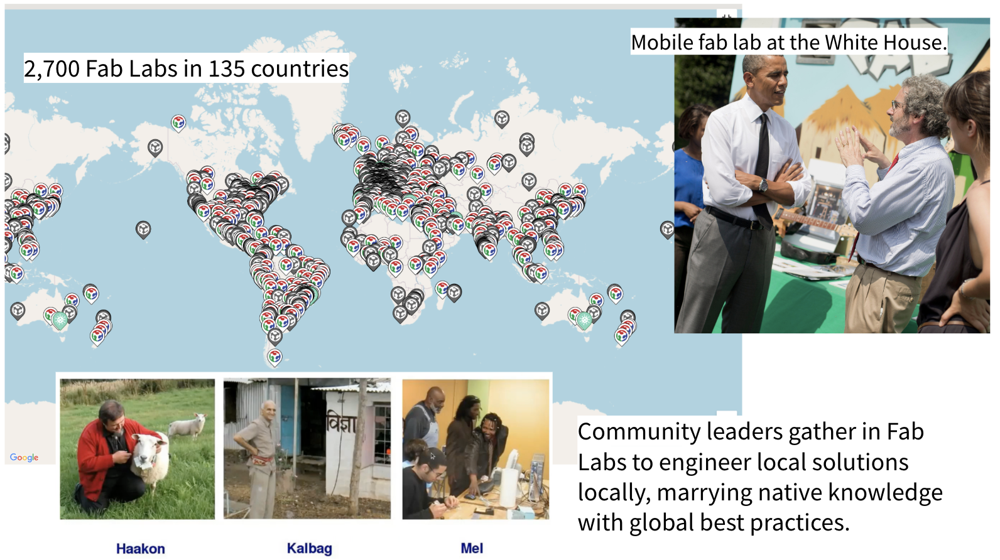 Mobile fab lab at the White House.
2,700 Fab Labs in 135 countries
विज्ञा
Google
Community leaders gather in Fab
Labs to engineer local solutions
locally, marrying native knowledge
with global best practices.
Haakon
Kalbag
Mel